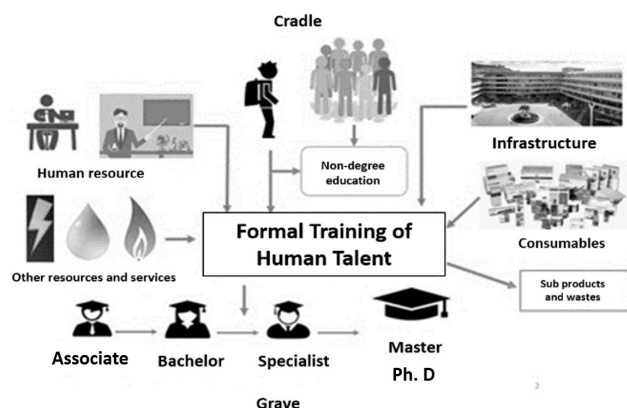 Cradle
Human resource
Non-degree
education
Infrastructure
Formal Training of
Human Talent
Consumables
Other resources and services
Sub products
and wastes
Associate
Bachelor
Specialist
Master
Ph. D
2
Grave